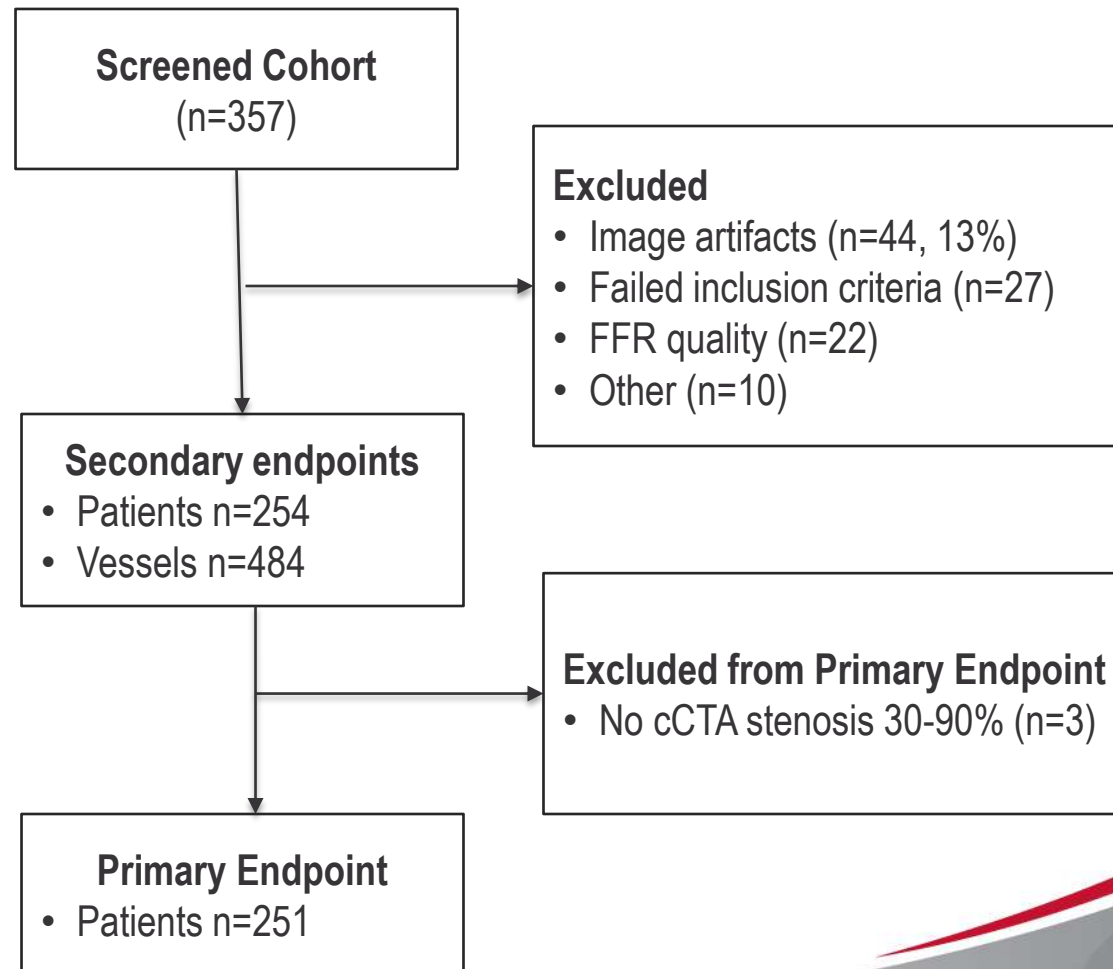 Screened Cohort
(n=357)
Excluded
• Image artifacts (n=44, 13%)
• Failed inclusion criteria (n=27)
• FFR quality (n=22)
• Other (n=10)
Secondary endpoints
• Patients n=254
• Vessels n=484
Excluded from Primary Endpoint
• No cCTA stenosis 30-90% (n=3)
Primary Endpoint
• Patients n=251